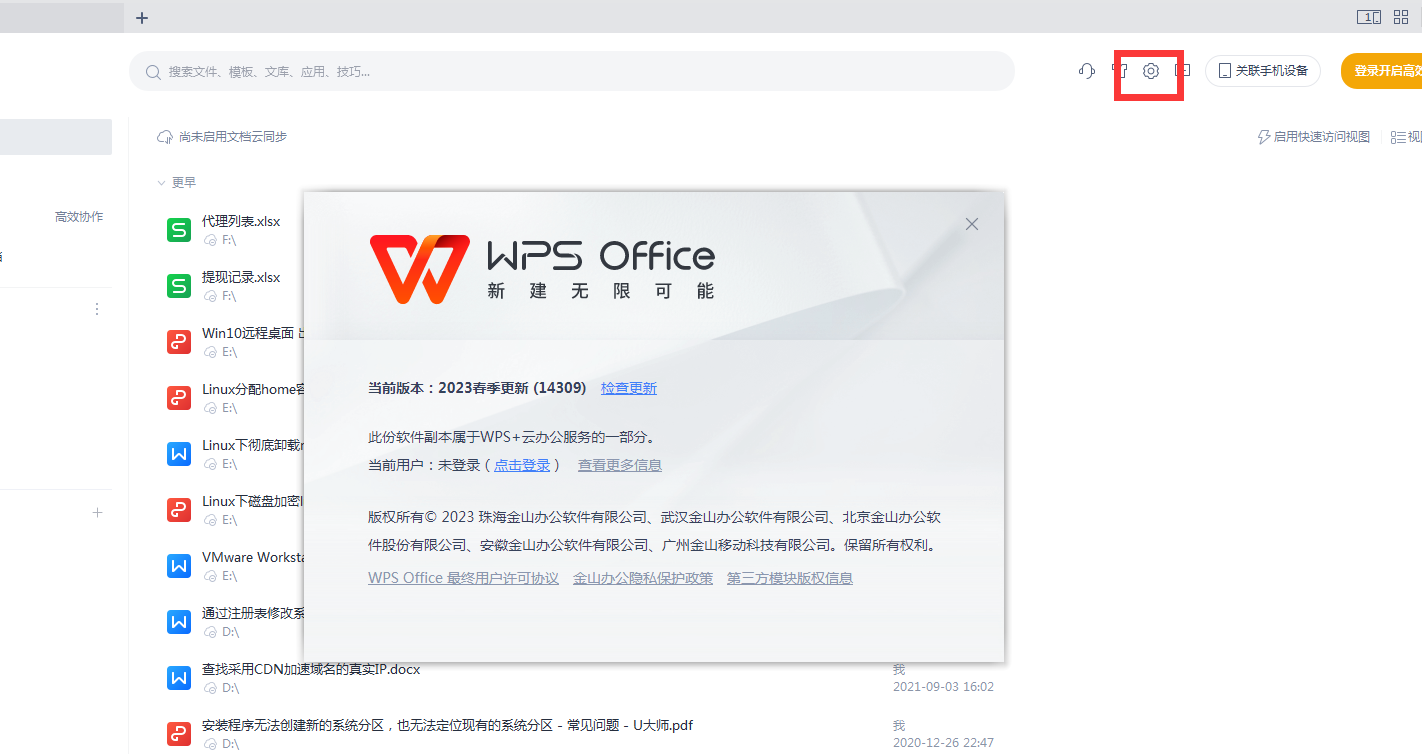 1
搜索文件、模板、文库、应用、技巧...
关联手机设备
登录开启高效
尚未启用文档云同步
启用快速访问视图
视图
更早
高效协作
代理列表.xlsx
F:\
提现记录.xlsx
F:\
Win10远程桌面
E:\
Linux分配home容
E:\
Linux下彻底卸载
E:\
Linux下磁盘加密
E:\
VMware Worksta
E:\
通过注册表修改系
D:\
查找采用CDN加速域名的真实IP.docx
D:\
我
2021-09-03 16:02
安装程序无法创建新的系统分区，也无法定位现有的系统分区 - 常见问题 - U大师.pdf
D:\
我
2020-12-26 22:47
WPS Office
新建无限可能
当前版本：2023春季更新 (14309) 检查更新
此份软件副本属于WPS+云办公服务的一部分。
当前用户：未登录 ( 点击登录 ) 查看更多信息
版权所有© 2023 珠海金山办公软件有限公司、武汉金山办公软件有限公司、北京金山办公软
件股份有限公司、安徽金山办公软件有限公司、广州金山移动科技有限公司。保留所有权利。
WPS Office 最终用户许可协议 金山办公隐私保护政策 第三方模块版权信息